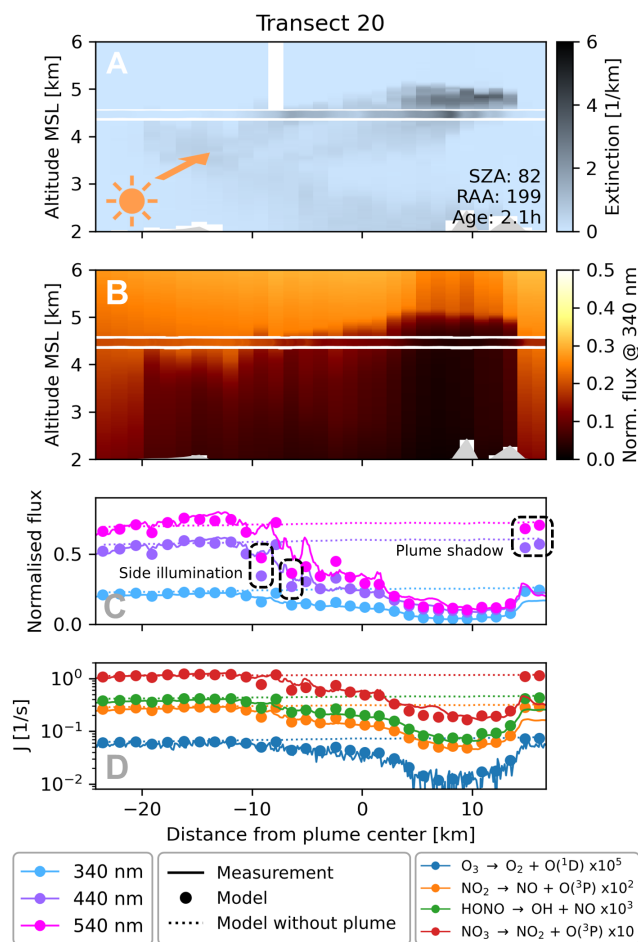 Transect 20
A
6
5
4
3
2
Altitude MSL [km]
SZA: 82
RAA: 199
Age: 2.1h
6
4
2
0
Extinction [1/km]
B
6
5
4
3
2
Altitude MSL [km]
0.5
0.4
0.3
0.2
0.1
0.0
Norm. flux @ 340 nm
C
0.5
0.0
Normalised flux
Side illumination
Plume shadow
D
10⁰
10⁻¹
10⁻²
J [1/s]
−20 −10 0 10
Distance from plume center [km]
340 nm
440 nm
540 nm
Measurement
Model
Model without plume
O₃ → O₂ + O(¹D) x10⁵
NO₂ → NO + O(³P) x10²
HONO → OH + NO x10³
NO₃ → NO₂ + O(³P) x10